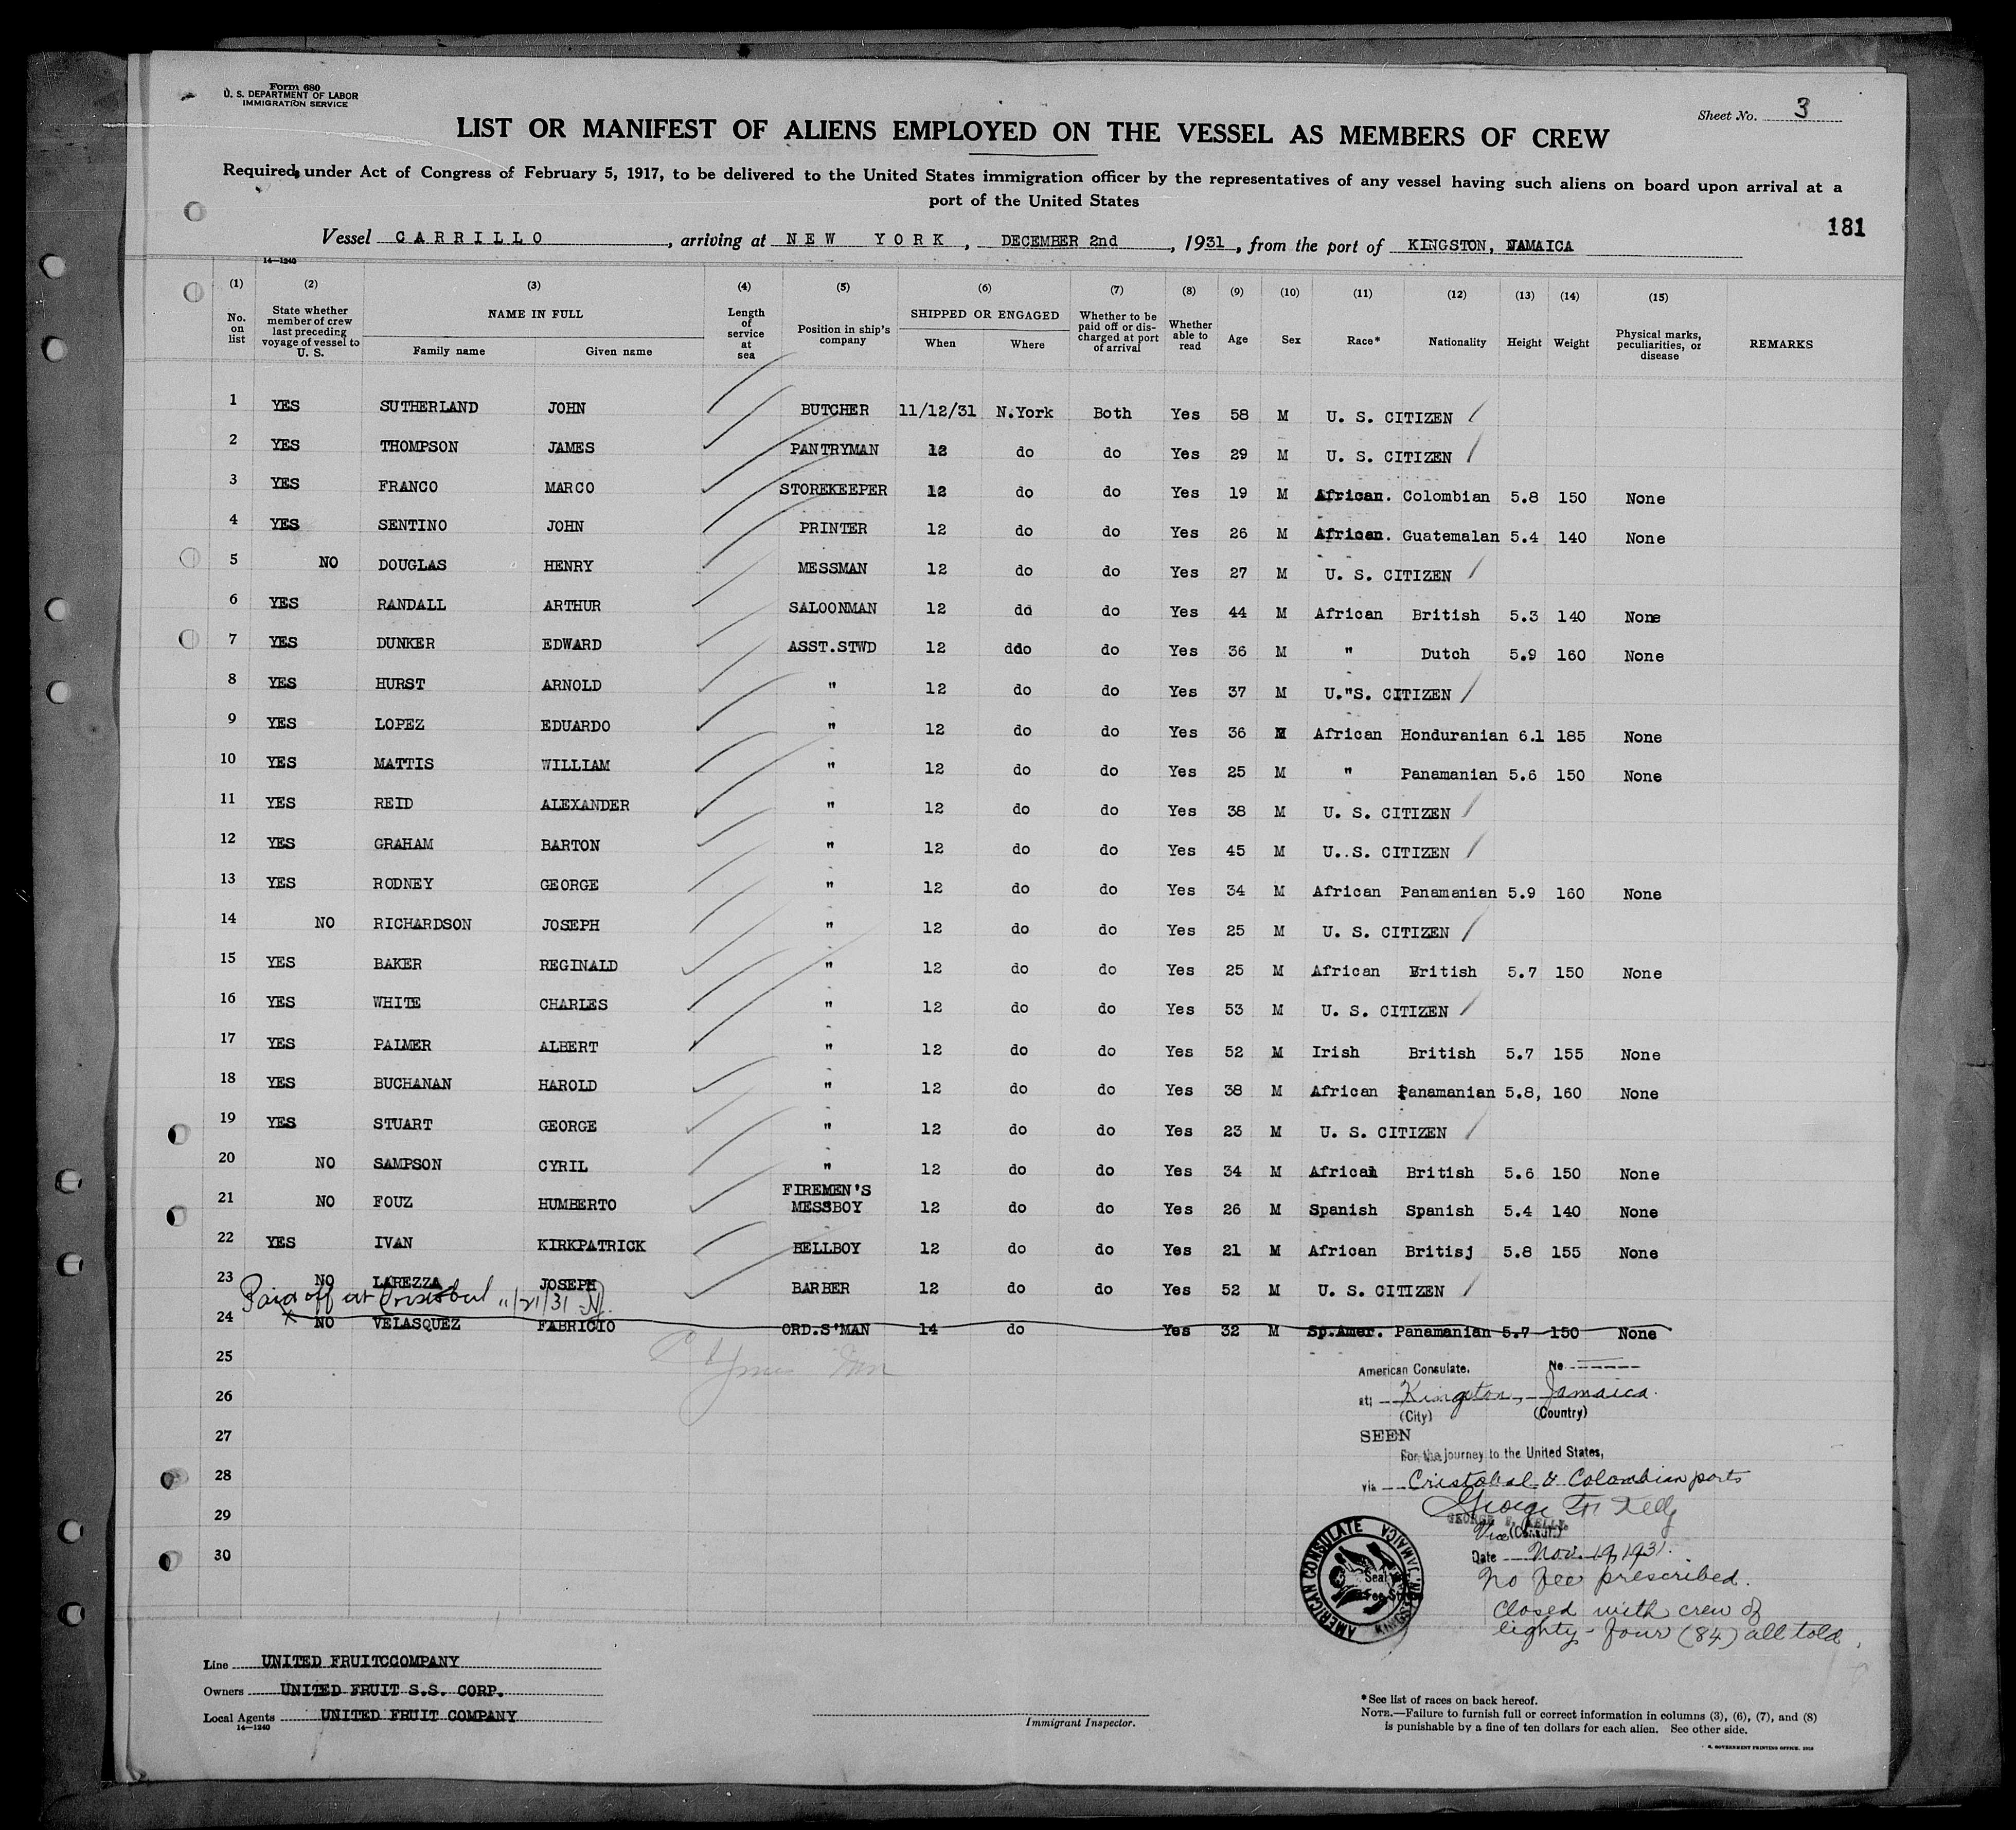 Form 680
U. S. DEPARTMENT OF LABOR
IMMIGRATION SERVICE
Sheet No. 3
LIST OR MANIFEST OF ALIENS EMPLOYED ON THE VESSEL AS MEMBERS OF CREW
Required under Act of Congress of February 5, 1917, to be delivered to the United States immigration officer by the representatives of any vessel having such aliens on board upon arrival at a
port of the United States
181
Vessel CARRILLO, arriving at NEW YORK, DECEMBER 2nd, 1931, from the port of KINGSTON, JAMAICA
14—1240
(1) No. on list (2) State whether member of crew last preceding voyage of vessel to U. S. (3) NAME IN FULL Family name Given name (4) Length of service at sea (5) Position in ship's company (6) SHIPPED OR ENGAGED When Where (7) Whether to be paid off or discharged at port of arrival (8) Whether able to read (9) Age (10) Sex (11) Race* (12) Nationality (13) Height (14) Weight (15) Physical marks, peculiarities, or disease REMARKS
1 YES SUTHERLAND JOHN BUTCHER 11/12/31 N.York Both Yes 58 M U. S. CITIZEN
2 YES THOMPSON JAMES PANTRYMAN 12 do do Yes 29 M U. S. CITIZEN
3 YES FRANCO MARCO STOREKEEPER 12 do do Yes 19 M African. Colombian 5.8 150 None
4 YES SENTINO JOHN PRINTER 12 do do Yes 26 M African. Guatemalan 5.4 140 None
5 NO DOUGLAS HENRY MESSMAN 12 do do Yes 27 M U. S. CITIZEN
6 YES RANDALL ARTHUR SALOONMAN 12 do do Yes 44 M African British 5.3 140 None
7 YES DUNKER EDWARD ASST.STWD 12 ddo do Yes 36 M " Dutch 5.9 160 None
8 YES HURST ARNOLD " 12 do do Yes 37 M U."S. CITIZEN
9 YES LOPEZ EDUARDO " 12 do do Yes 36 M African Honduranian 6.1 185 None
10 YES MATTIS WILLIAM " 12 do do Yes 25 M " Panamanian 5.6 150 None
11 YES REID ALEXANDER " 12 do do Yes 38 M U. S. CITIZEN
12 YES GRAHAM BARTON " 12 do do Yes 45 M U..S. CITIZEN
13 YES RODNEY GEORGE " 12 do do Yes 34 M African Panamanian 5.9 160 None
14 NO RICHARDSON JOSEPH " 12 do do Yes 25 M U. S. CITIZEN
15 YES BAKER REGINALD " 12 do do Yes 25 M African British 5.7 150 None
16 YES WHITE CHARLES " 12 do do Yes 53 M U. S. CITIZEN
17 YES PALMER ALBERT " 12 do do Yes 52 M Irish British 5.7 155 None
18 YES BUCHANAN HAROLD " 12 do do Yes 38 M African Panamanian 5.8, 160 None
19 YES STUART GEORGE " 12 do do Yes 23 M U. S. CITIZEN
20 NO SAMPSON CYRIL " 12 do do Yes 34 M African British 5.6 150 None
21 NO FOUZ HUMBERTO FIREMEN'S MESSBOY 12 do do Yes 26 M Spanish Spanish 5.4 140 None
22 YES IVAN KIRKPATRICK BELLBOY 12 do do Yes 21 M African Britisj 5.8 155 None
23 NO LAREZZA JOSEPH BARBER 12 do do Yes 52 M U. S. CITIZEN
Paid off at Cristobal 11/21/31
24 x NO VELASQUEZ FABRICIO ORD.S'MAN 14 do Yes 32 M Sp.Amer. Panamanian 5.7 150 None
25
26
27
28
29
30
American Consulate. No.
at; Kingston, Jamaica.
(City) (Country)
SEEN
For the journey to the United States,
via Cristobal & Colombian ports
George F. Kelly
GEORGE F. KELLY.
Vice (Consul)
Date Nov. 19, 1931.
No fee prescribed.
Closed with crew of
eighty-four (84) all told
AMERICAN CONSULATE KINGSTON, JAMAICA
Seal
Line UNITED FRUITCCOMPANY
Owners UNITED FRUIT S.S. CORP.
Local Agents UNITED FRUIT COMPANY
14—1240
Immigrant Inspector.
*See list of races on back hereof.
NOTE.—Failure to furnish full or correct information in columns (3), (6), (7), and (8)
is punishable by a fine of ten dollars for each alien. See other side.
GOVERNMENT PRINTING OFFICE